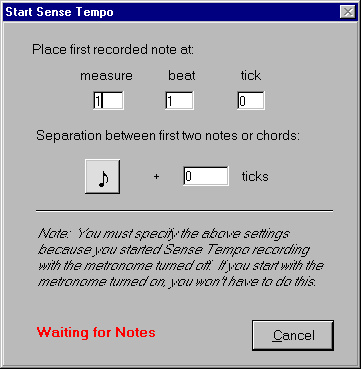 Start Sense Tempo
Place first recorded note at:
measure beat tick
1 1 0
Separation between first two notes or chords:
♪ + 0 ticks
Note: You must specify the above settings
because you started Sense Tempo recording
with the metronome turned off. If you start with the
metronome turned on, you won't have to do this.
Waiting for Notes
Cancel